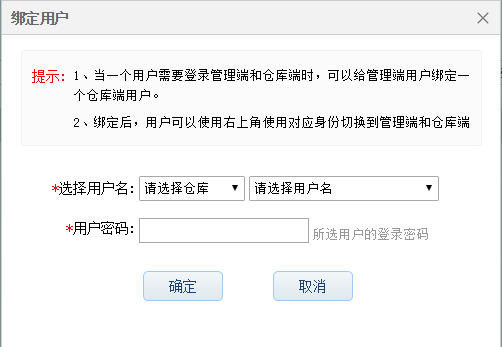 绑定用户
提示: 1、当一个用户需要登录管理端和仓库端时，可以给管理端用户绑定一
个仓库端用户。
2、绑定后，用户可以使用右上角使用对应身份切换到管理端和仓库端
*选择用户名: 请选择仓库 请选择用户名
*用户密码: 所选用户的登录密码
确定 取消